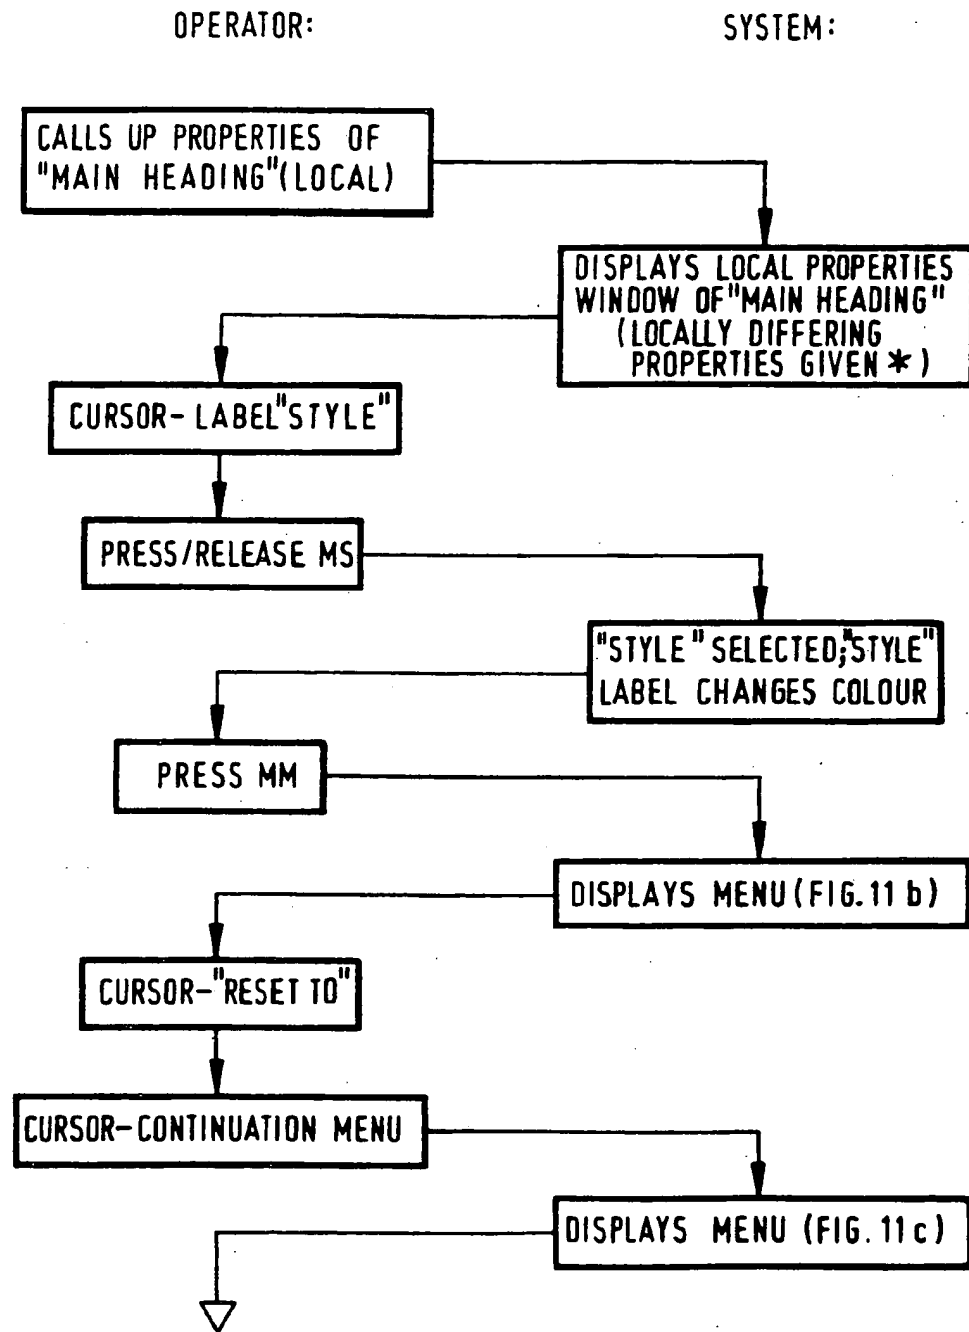 OPERATOR:
SYSTEM:
CALLS UP PROPERTIES OF
"MAIN HEADING"(LOCAL)
DISPLAYS LOCAL PROPERTIES
WINDOW OF "MAIN HEADING"
(LOCALLY DIFFERING
PROPERTIES GIVEN *)
CURSOR- LABEL "STYLE"
PRESS/RELEASE MS
"STYLE" SELECTED; "STYLE"
LABEL CHANGES COLOUR
PRESS MM
DISPLAYS MENU (FIG. 11 b)
CURSOR-"RESET TO"
CURSOR-CONTINUATION MENU
DISPLAYS MENU (FIG. 11 c)